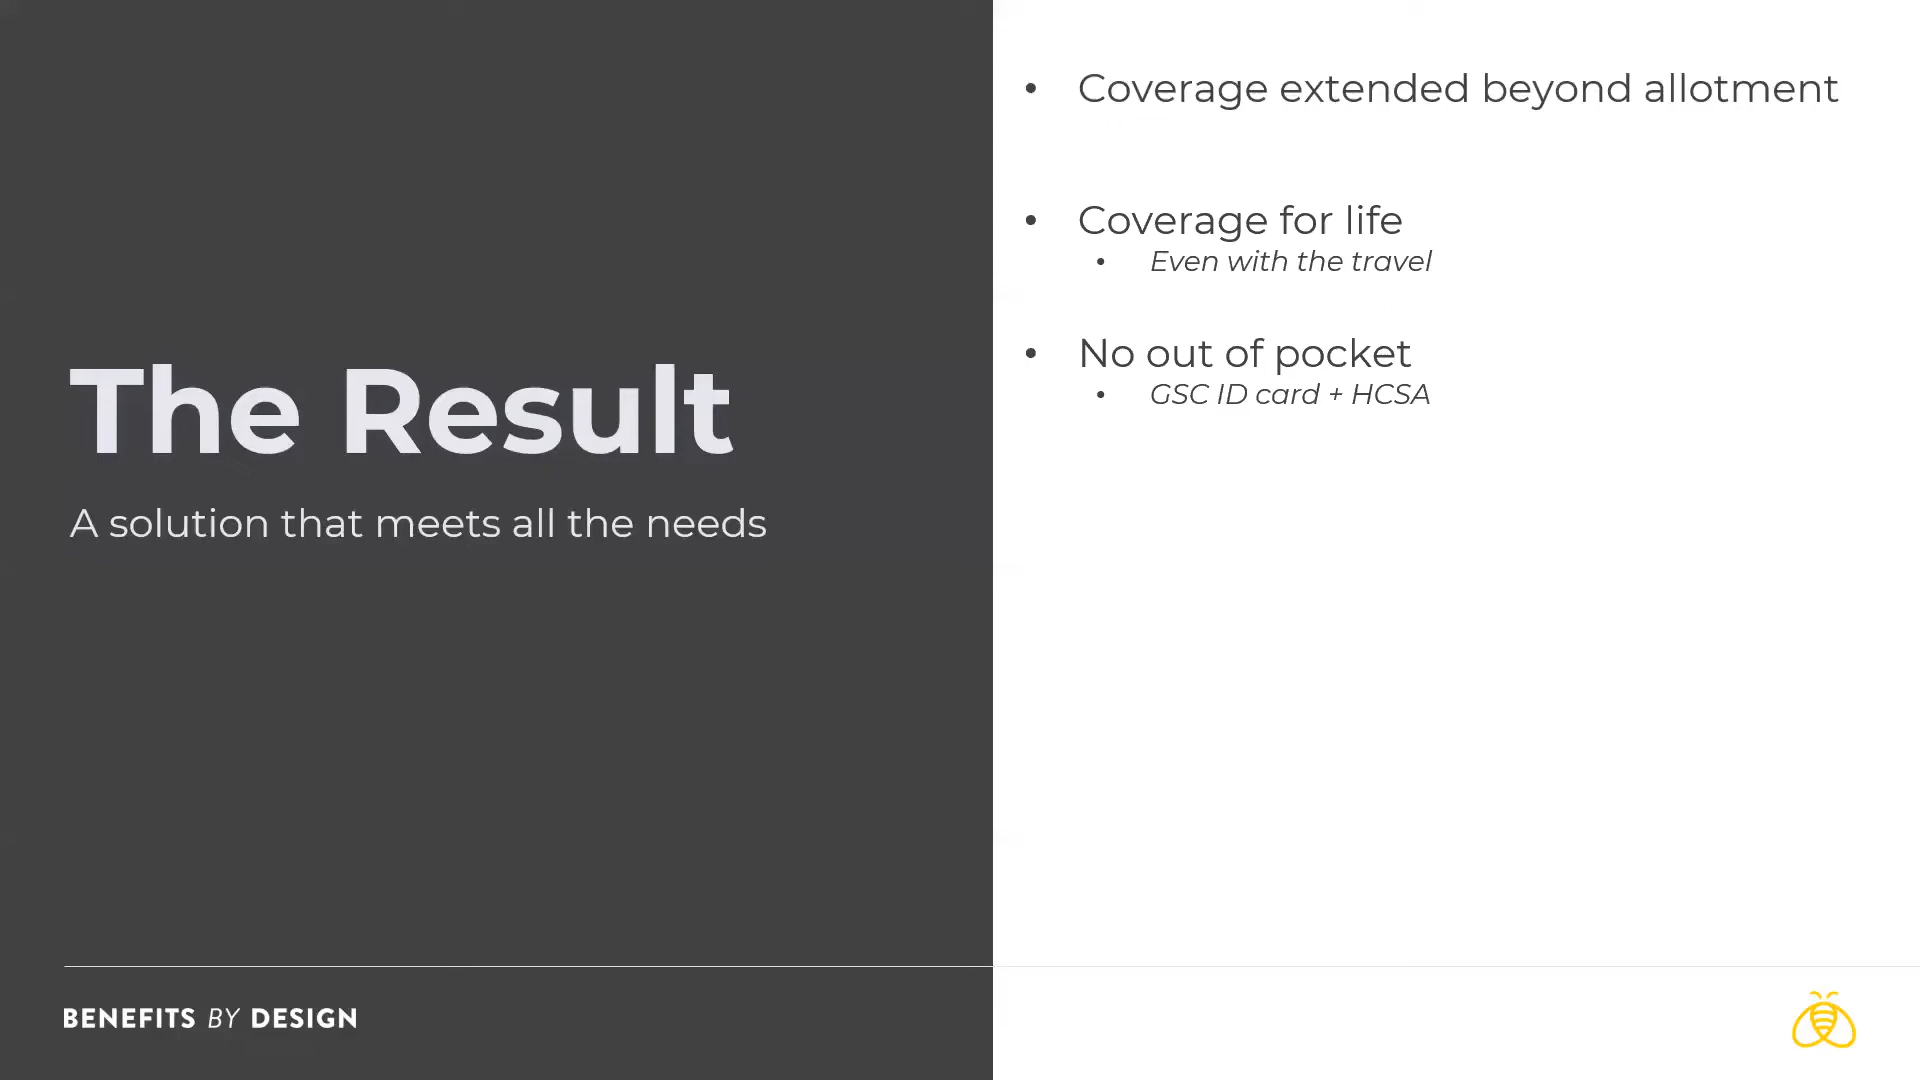 The Result
A solution that meets all the needs
• Coverage extended beyond allotment
• Coverage for life
• Even with the travel
• No out of pocket
• GSC ID card + HCSA
BENEFITS BY DESIGN